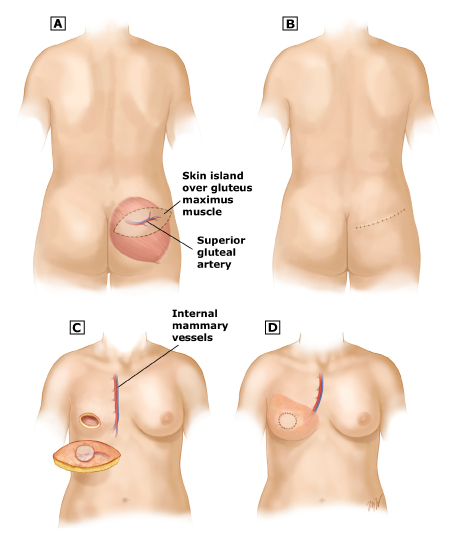 A
B
Skin island
over gluteus
maximus
muscle
Superior
gluteal
artery
C
Internal
mammary
vessels
D